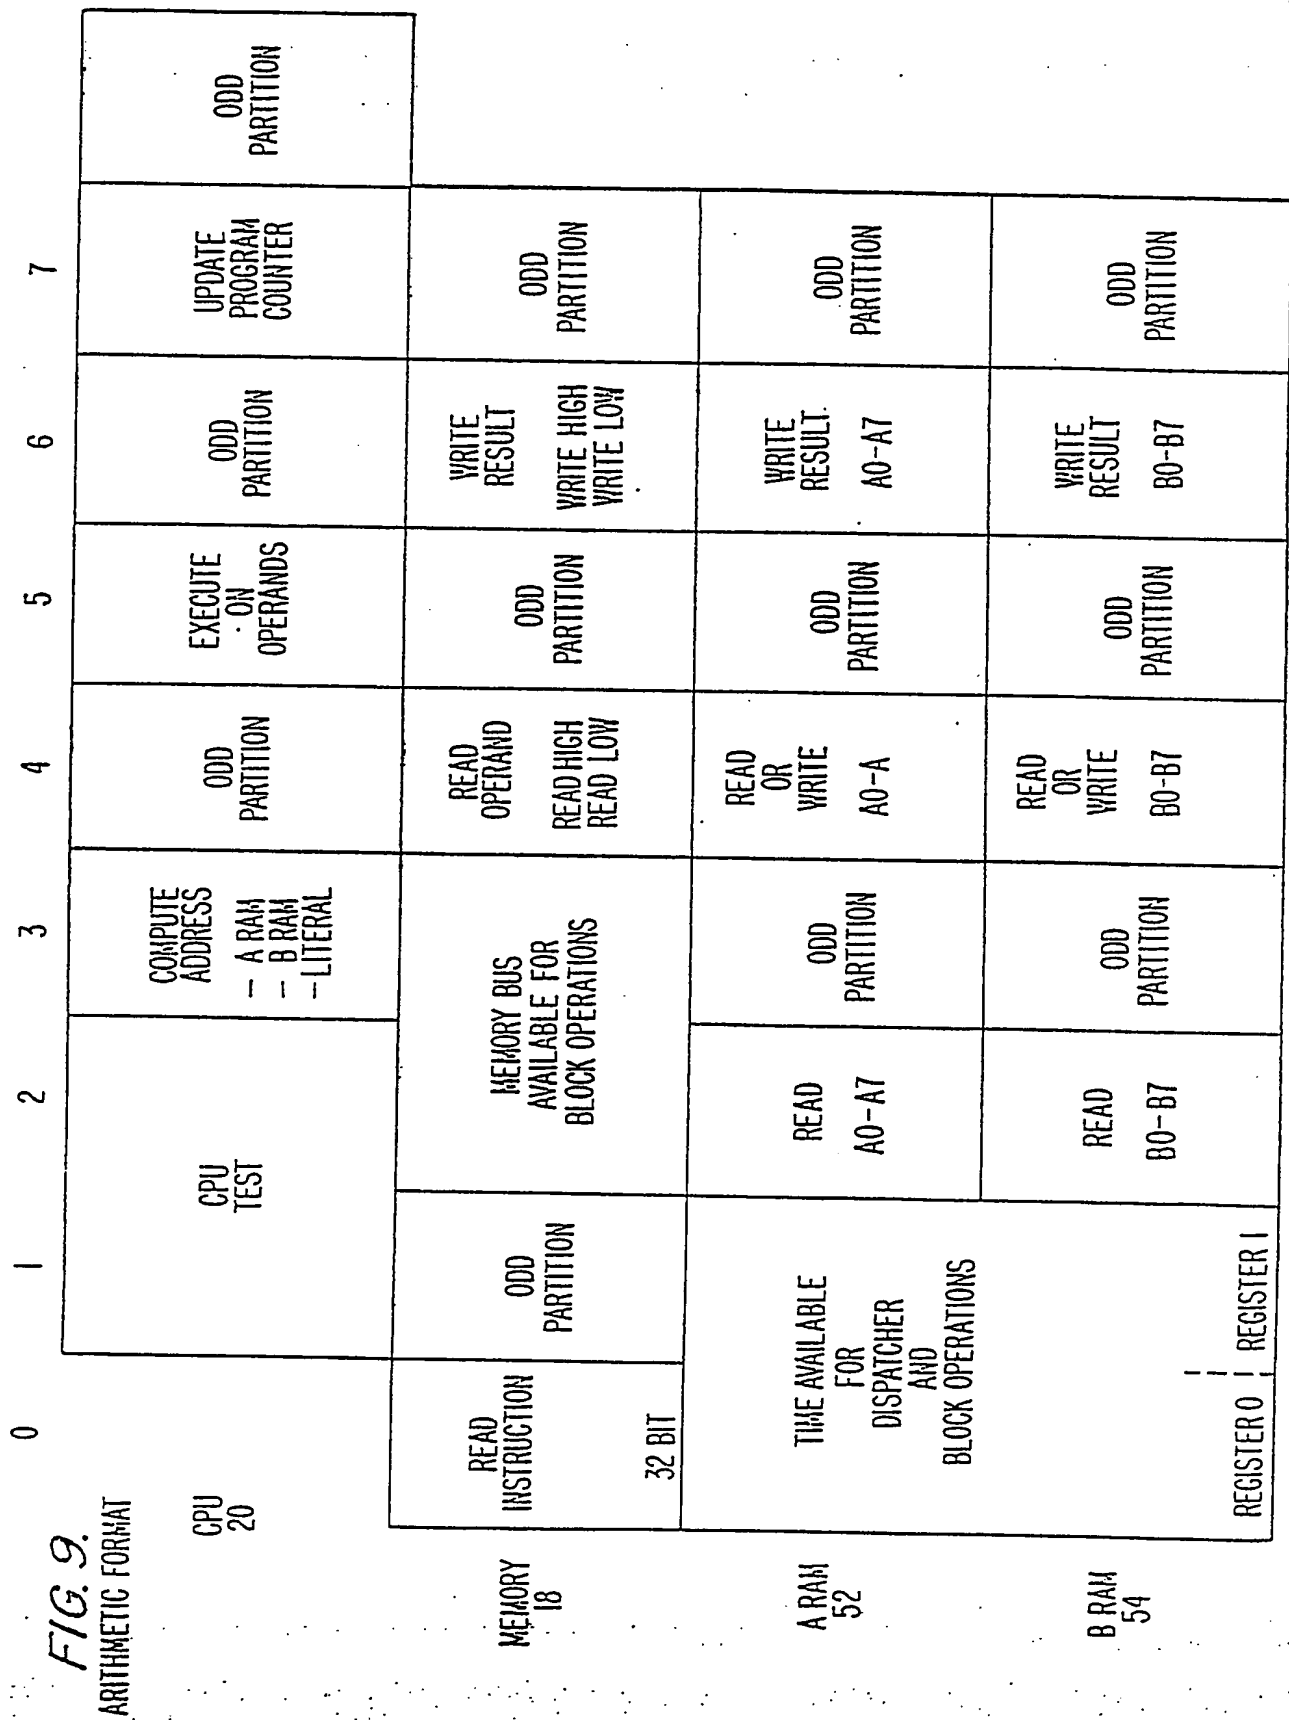 FIG. 9.
ARITHMETIC FORMAT
0 1 2 3 4 5 6 7
CPU
20
CPU
TEST
COMPUTE
ADDRESS
- A RAM
- B RAM
- LITERAL
ODD
PARTITION
EXECUTE
ON
OPERANDS
ODD
PARTITION
UPDATE
PROGRAM
COUNTER
ODD
PARTITION
MEMORY
18
READ
INSTRUCTION
32 BIT
ODD
PARTITION
MEMORY BUS
AVAILABLE FOR
BLOCK OPERATIONS
READ
OPERAND
READ HIGH
READ LOW
ODD
PARTITION
WRITE
RESULT
WRITE HIGH
WRITE LOW
ODD
PARTITION
A RAM
52
TIME AVAILABLE
FOR
DISPATCHER
AND
BLOCK OPERATIONS
READ
A0-A7
ODD
PARTITION
READ
OR
WRITE
A0-A
ODD
PARTITION
WRITE
RESULT.
A0-A7
ODD
PARTITION
B RAM
54
REGISTER 0 REGISTER 1
READ
B0-B7
ODD
PARTITION
READ
OR
WRITE
B0-B7
ODD
PARTITION
WRITE
RESULT
B0-B7
ODD
PARTITION